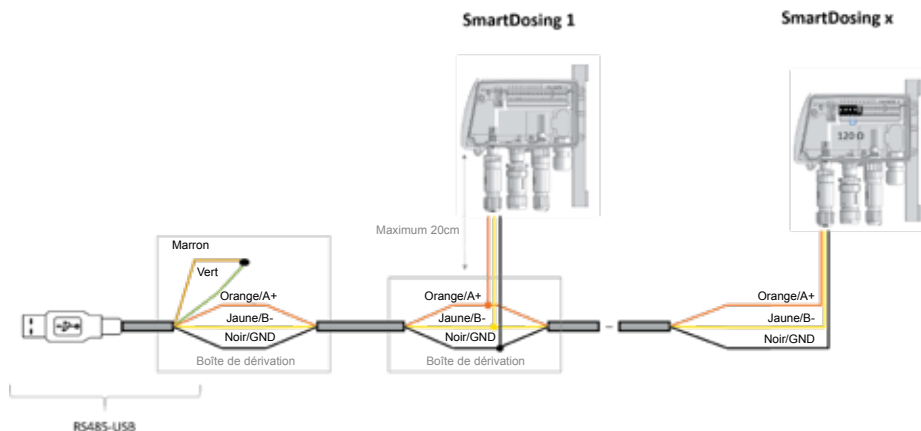 SmartDosing 1
SmartDosing x
120 Ω
Maximum 20cm
Marron
Vert
Orange/A+
Jaune/B-
Noir/GND
Boîte de dérivation
Orange/A+
Jaune/B-
Noir/GND
Boîte de dérivation
Orange/A+
Jaune/B-
Noir/GND
RS485-USB